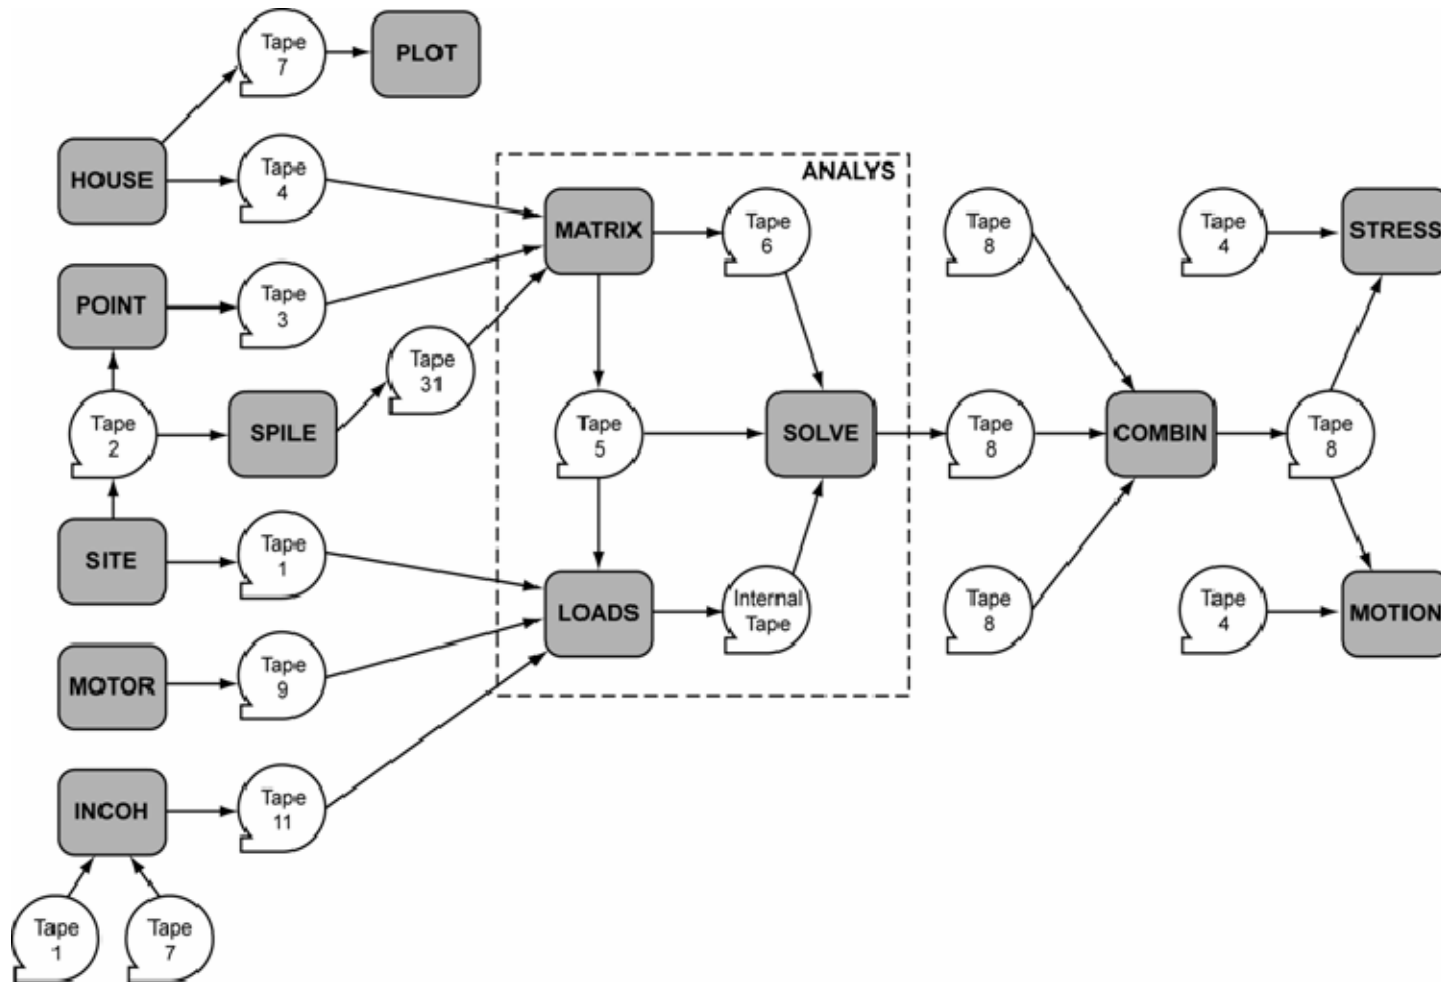 Tape
7
PLOT
HOUSE
Tape
4
ANALYS
MATRIX
Tape
6
Tape
8
Tape
4
STRESS
POINT
Tape
3
Tape
31
Tape
2
SPILE
Tape
5
SOLVE
Tape
8
COMBIN
Tape
8
SITE
Tape
1
LOADS
Internal
Tape
Tape
8
Tape
4
MOTION
MOTOR
Tape
9
INCOH
Tape
11
Tape
1
Tape
7